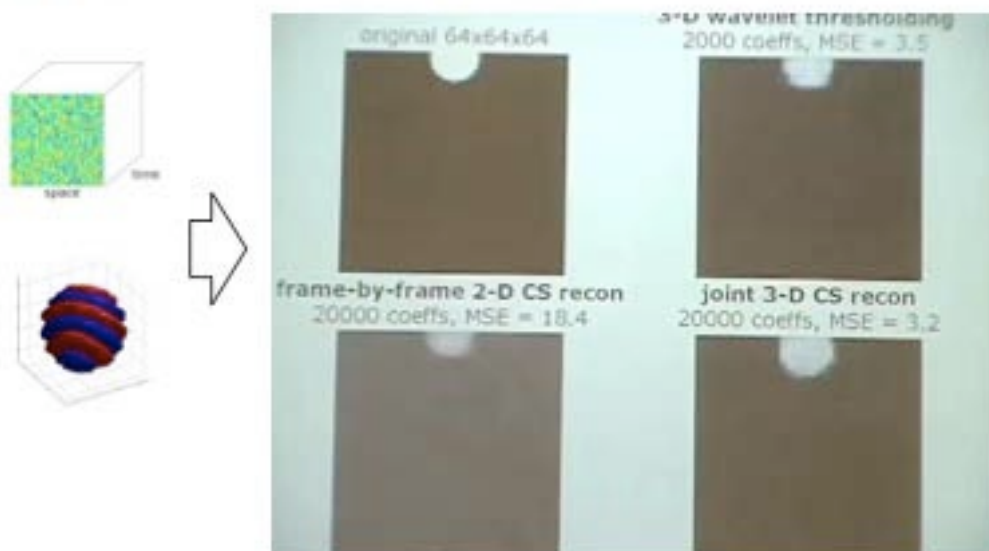 time
space
original 64x64x64
3-D wavelet thresholding
2000 coeffs, MSE = 3.5
frame-by-frame 2-D CS recon
20000 coeffs, MSE = 18.4
joint 3-D CS recon
20000 coeffs, MSE = 3.2